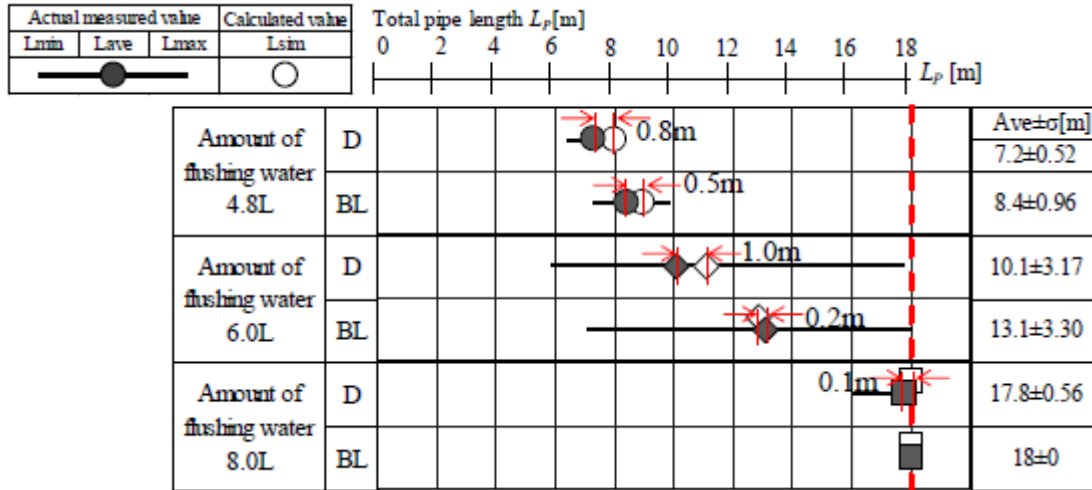 Actual measured value Calculated value Total pipe length LP[m]
Lmin Lave Lmax Lsim 0 2 4 6 8 10 12 14 16 18
LP [m]
Ave±σ[m]
Amount of flushing water 4.8L D 0.8m 7.2±0.52
BL 0.5m 8.4±0.96
Amount of flushing water 6.0L D 1.0m 10.1±3.17
BL 0.2m 13.1±3.30
Amount of flushing water 8.0L D 0.1m 17.8±0.56
BL 18±0